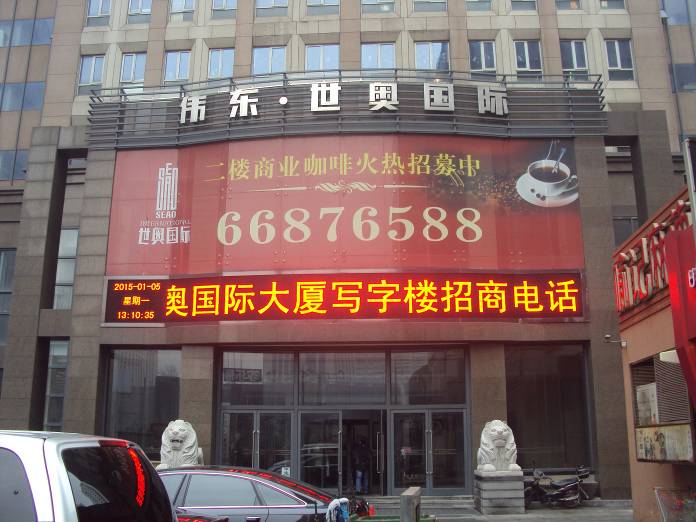 伟东·世奥国际
二楼商业咖啡火热招募中
SEAO
INTERNATIONAL
世奥国际
66876588
2015-01-05
星期一
13:10:35
奥国际大厦写字楼招商电话